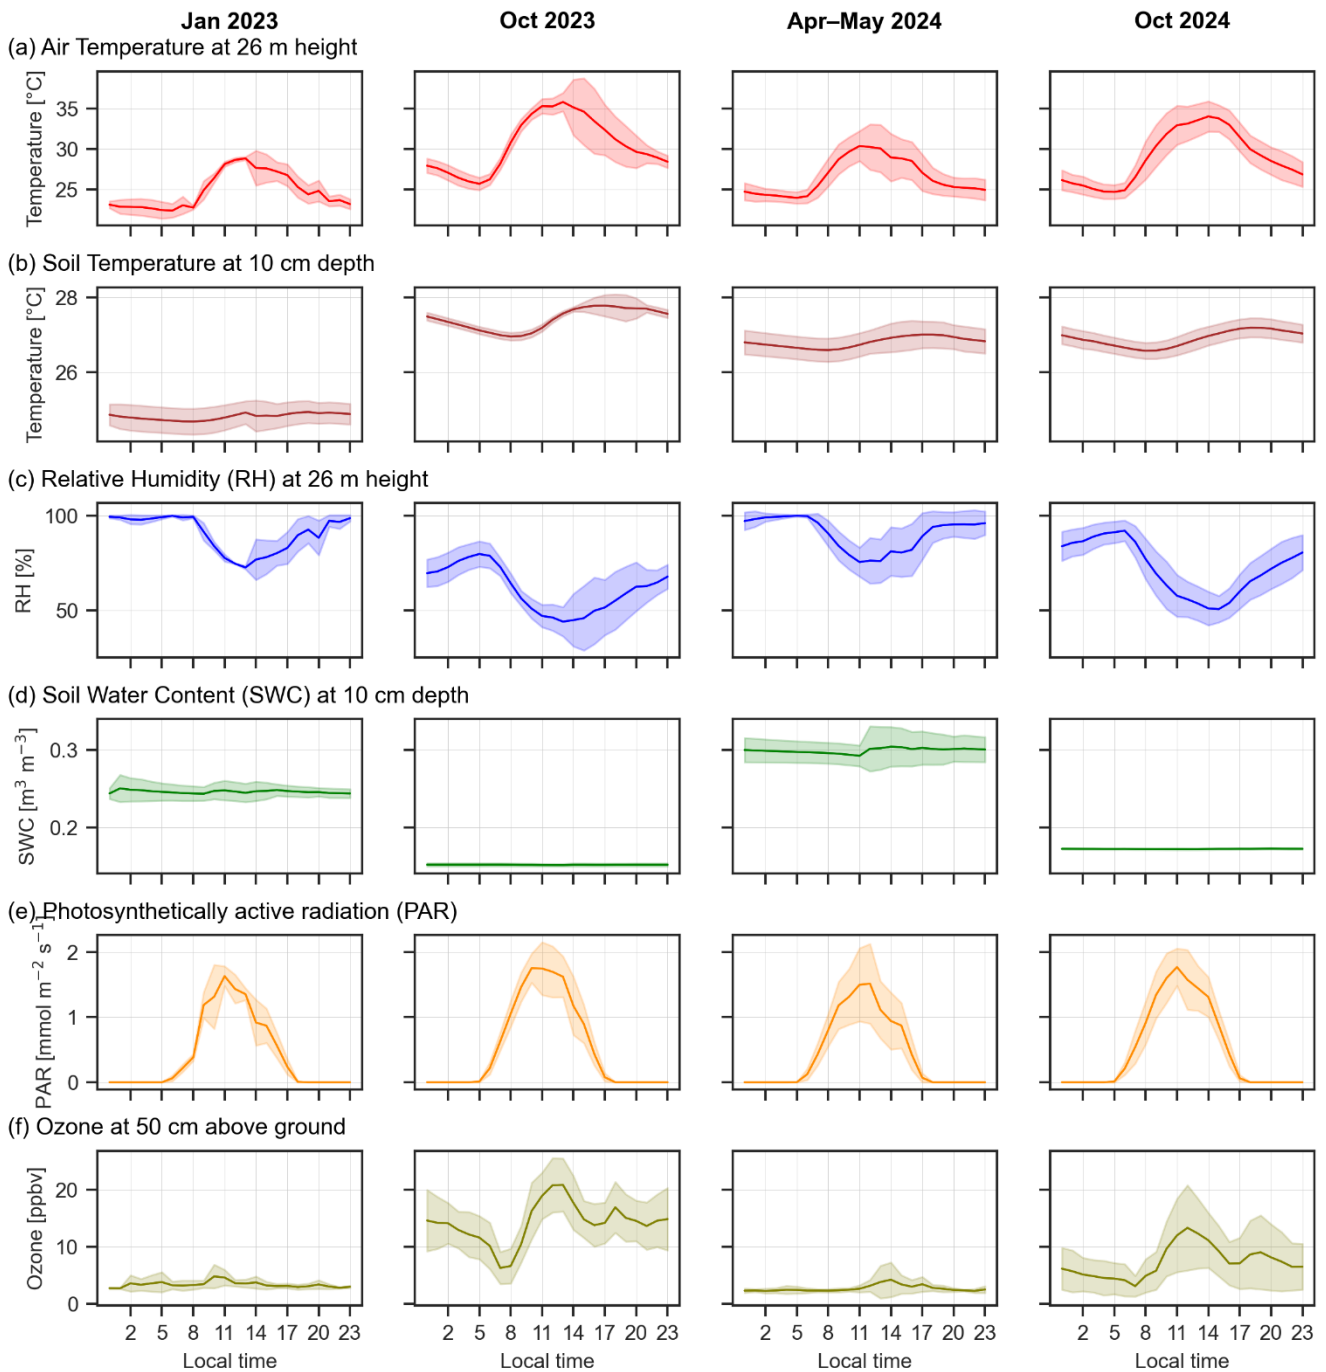 Jan 2023 Oct 2023 Apr–May 2024 Oct 2024
(a) Air Temperature at 26 m height
Temperature [°C]
35
30
25
(b) Soil Temperature at 10 cm depth
Temperature [°C]
28
26
(c) Relative Humidity (RH) at 26 m height
RH [%]
100
50
(d) Soil Water Content (SWC) at 10 cm depth
SWC [m³ m⁻³]
0.3
0.2
(e) Photosynthetically active radiation (PAR)
PAR [mmol m⁻² s⁻¹]
2
1
0
(f) Ozone at 50 cm above ground
Ozone [ppbv]
20
10
0
2 5 8 11 14 17 20 23 2 5 8 11 14 17 20 23 2 5 8 11 14 17 20 23 2 5 8 11 14 17 20 23
Local time Local time Local time Local time